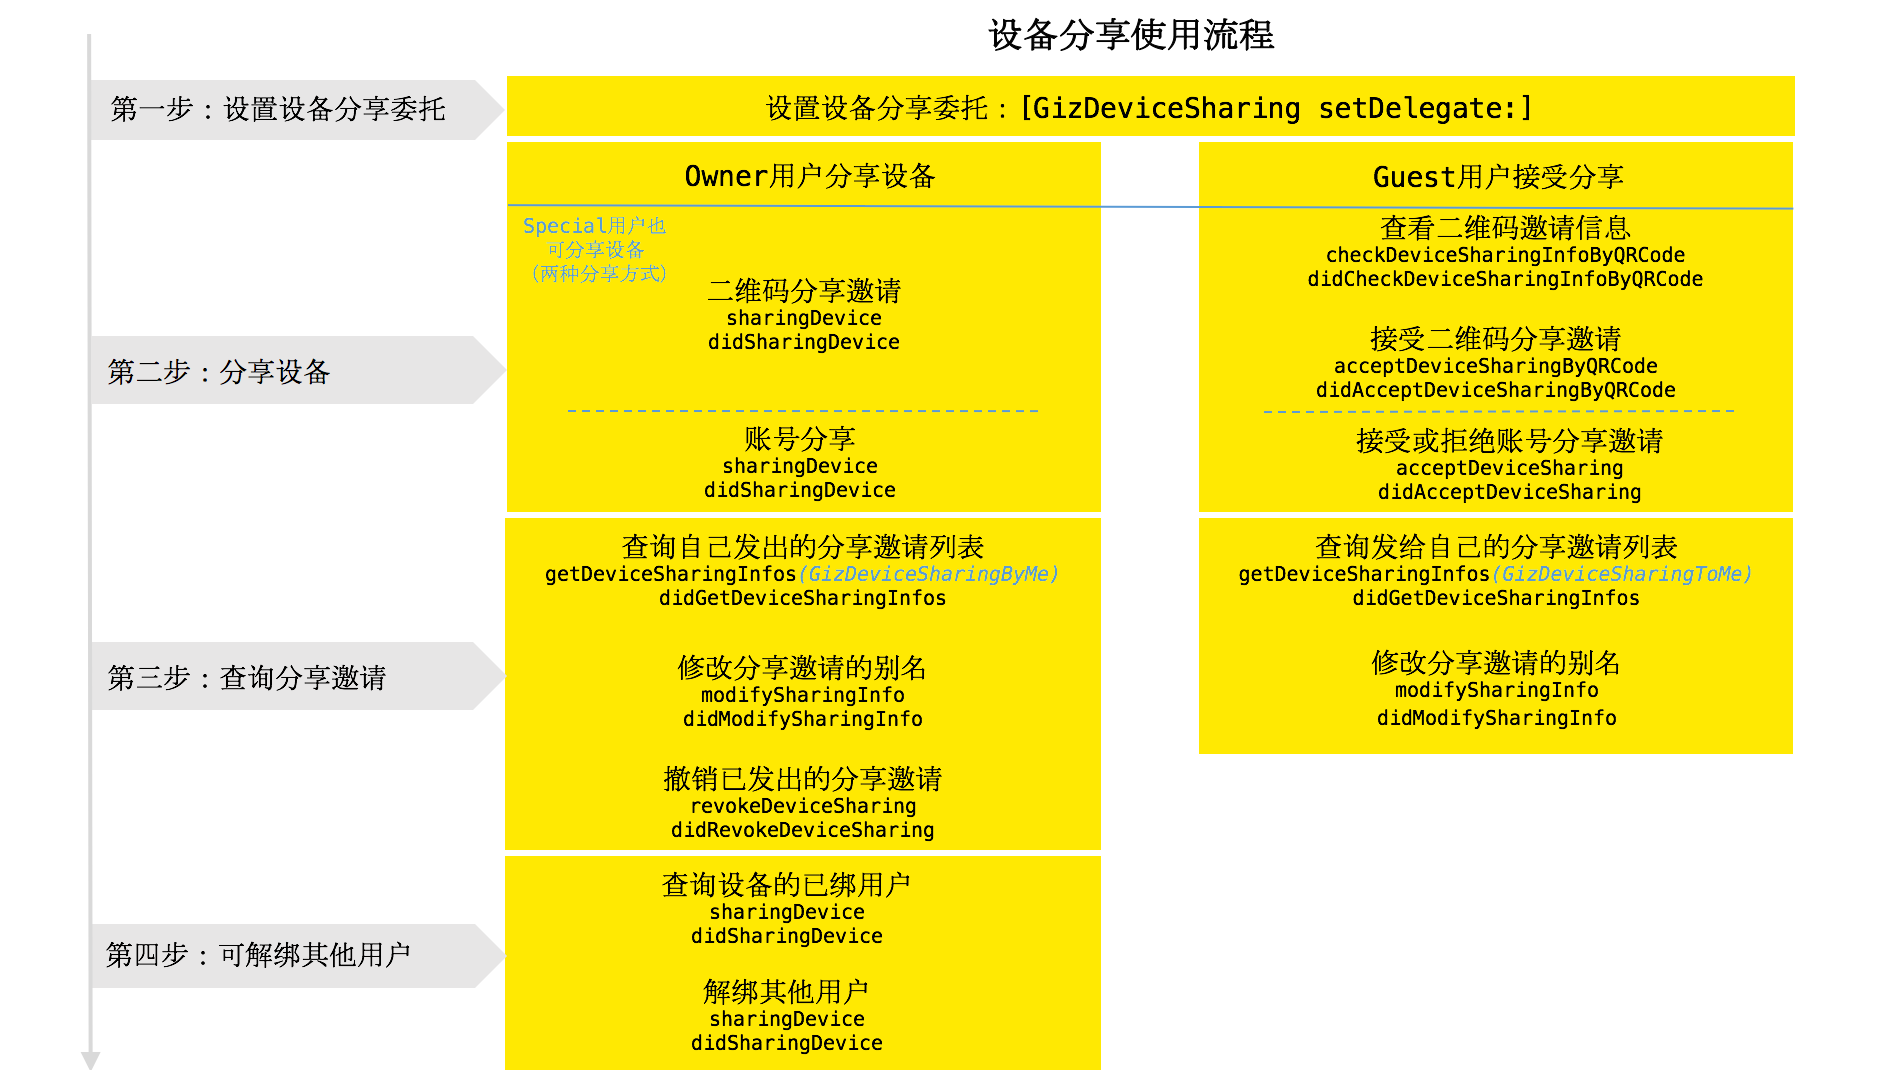 设备分享使用流程
第一步：设置设备分享委托
设置设备分享委托：[GizDeviceSharing setDelegate:]
Owner用户分享设备
Guest用户接受分享
Special用户也
可分享设备
（两种分享方式）
二维码分享邀请
sharingDevice
didSharingDevice
查看二维码邀请信息
checkDeviceSharingInfoByQRCode
didCheckDeviceSharingInfoByQRCode
接受二维码分享邀请
acceptDeviceSharingByQRCode
didAcceptDeviceSharingByQRCode
第二步：分享设备
账号分享
sharingDevice
didSharingDevice
接受或拒绝账号分享邀请
acceptDeviceSharing
didAcceptDeviceSharing
查询自己发出的分享邀请列表
getDeviceSharingInfos(GizDeviceSharingByMe)
didGetDeviceSharingInfos
查询发给自己的分享邀请列表
getDeviceSharingInfos(GizDeviceSharingToMe)
didGetDeviceSharingInfos
第三步：查询分享邀请
修改分享邀请的别名
modifySharingInfo
didModifySharingInfo
修改分享邀请的别名
modifySharingInfo
didModifySharingInfo
撤销已发出的分享邀请
revokeDeviceSharing
didRevokeDeviceSharing
第四步：可解绑其他用户
查询设备的已绑用户
sharingDevice
didSharingDevice
解绑其他用户
sharingDevice
didSharingDevice